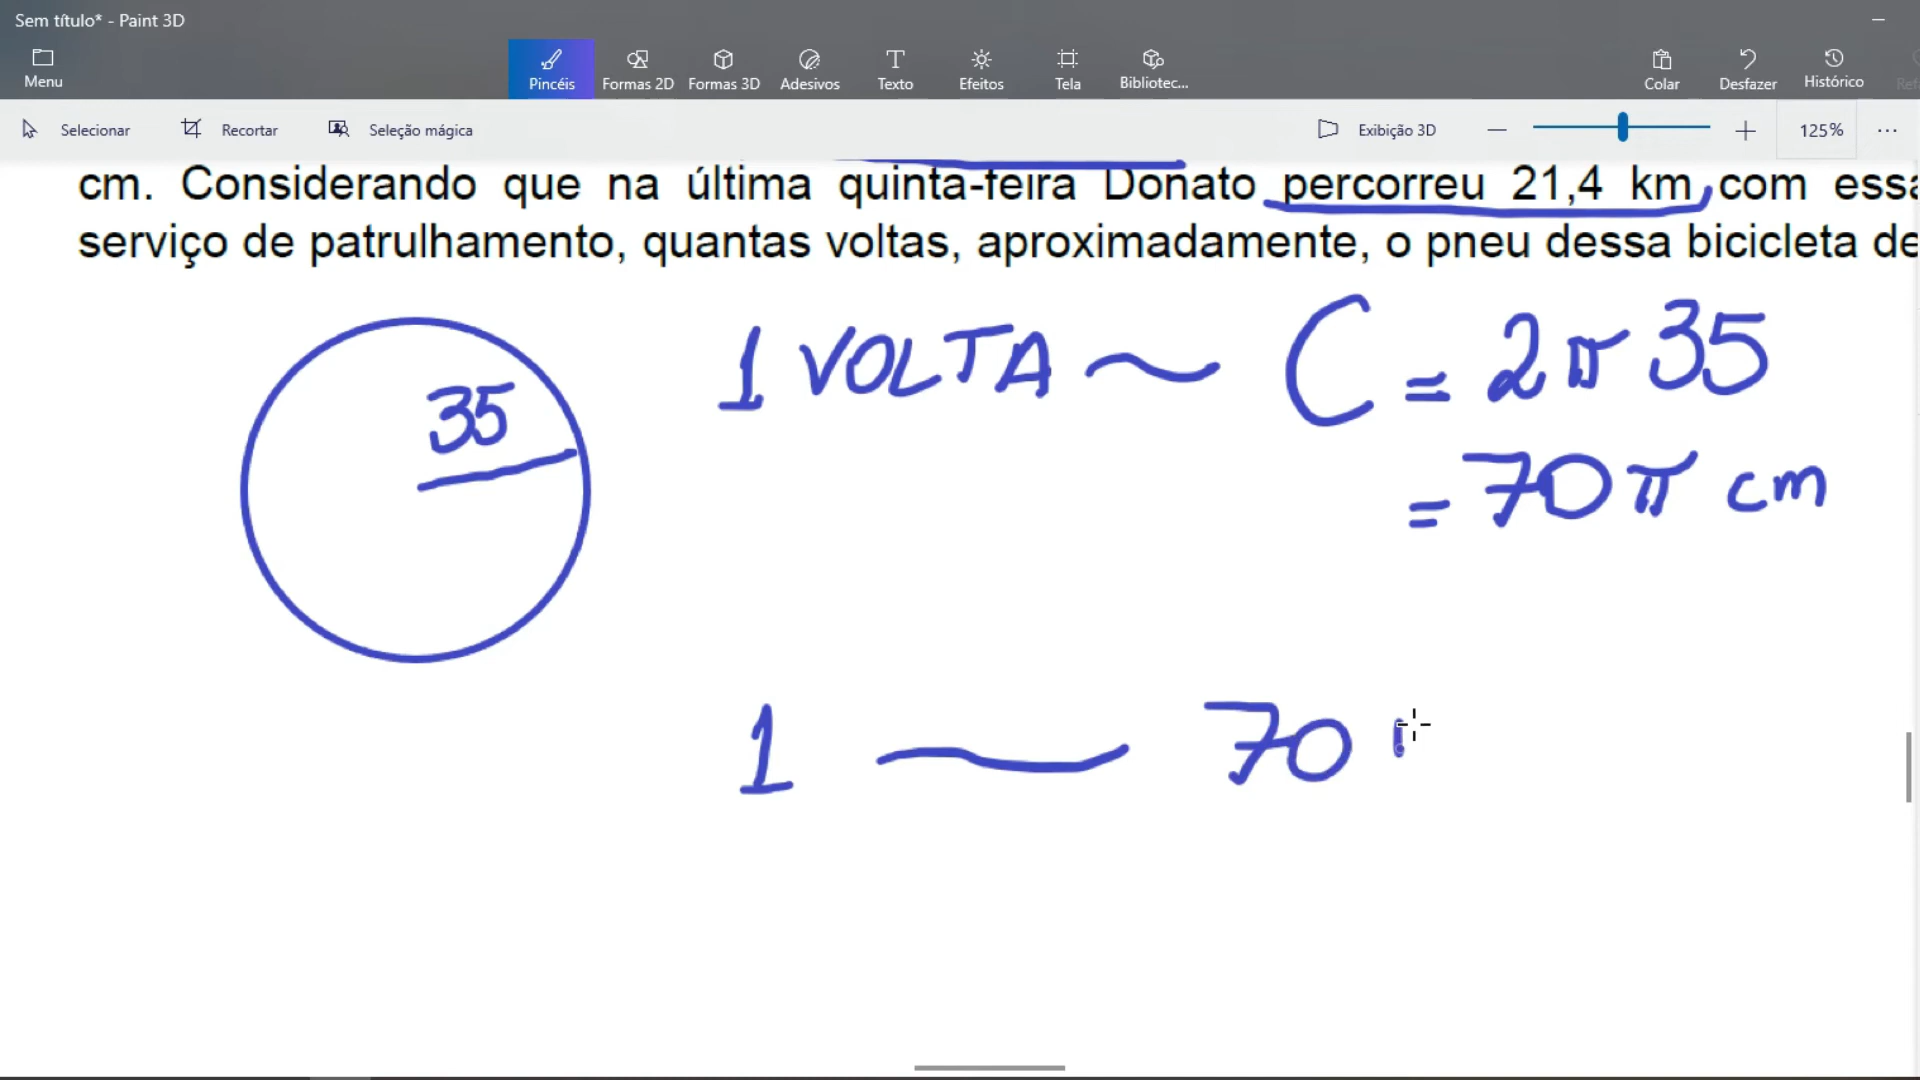 Sem título* - Paint 3D
Menu
Pincéis
Formas 2D
Formas 3D
Adesivos
Texto
Efeitos
Tela
Bibliotec...
Colar
Desfazer
Histórico
Selecionar
Recortar
Seleção mágica
Exibição 3D
125%
cm. Considerando que na última quinta-feira Donato percorreu 21,4 km com
serviço de patrulhamento, quantas voltas, aproximadamente, o pneu dessa bicicleta
35
1 VOLTA ~ C = 2π35
= 70π cm
1 — 70